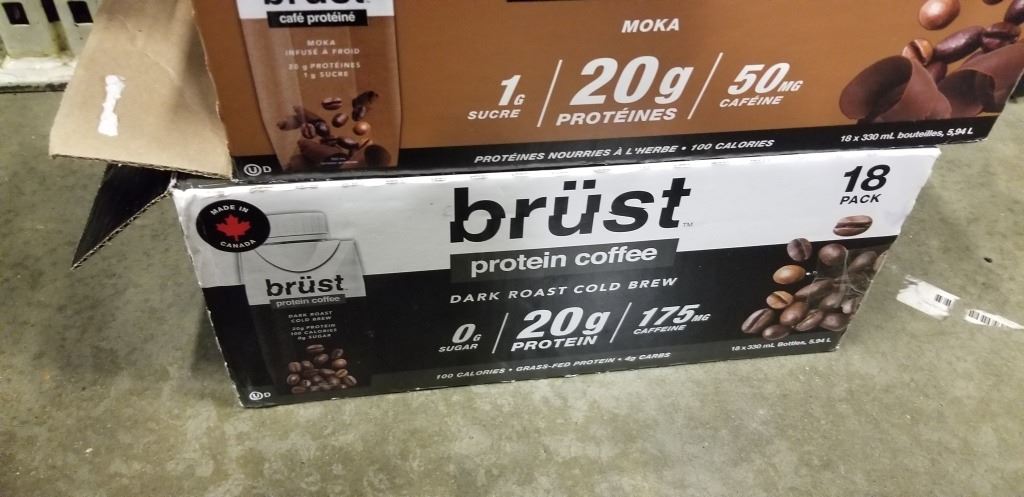 brüst
café protéiné
MOKA
INFUSÉ À FROID
20 g PROTÉINES
1 g SUCRE
MOKA
1G
SUCRE
20g
PROTÉINES
50MG
CAFÉINE
PROTÉINES NOURRIES À L'HERBE • 100 CALORIES
18 x 330 mL bouteilles, 5,94 L
U D
MADE IN
CANADA
brüst™
protein coffee
18
PACK
DARK ROAST COLD BREW
0G
SUGAR
20g
PROTEIN
175MG
CAFFEINE
100 CALORIES • GRASS-FED PROTEIN • 4g CARBS
18 x 330 mL Bottles, 5.94 L
brüst
protein coffee
DARK ROAST
COLD BREW
20g PROTEIN
100 CALORIES
0g SUGAR
U D